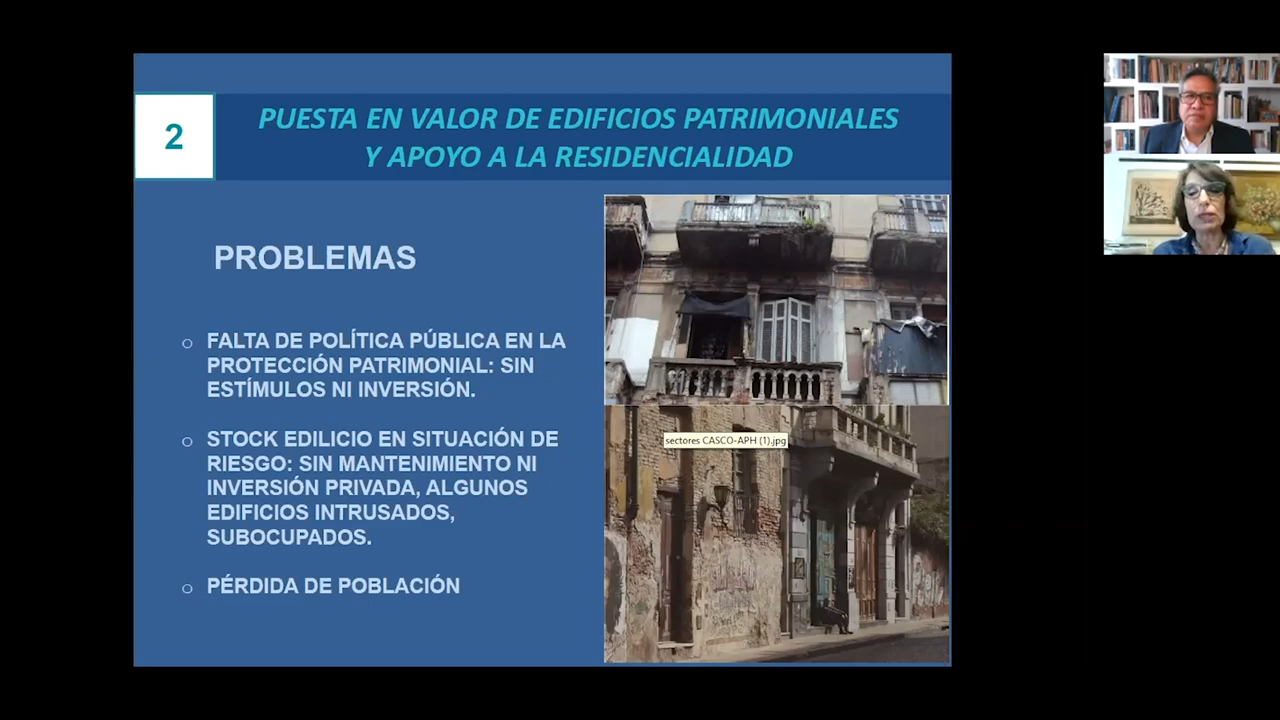 2
PUESTA EN VALOR DE EDIFICIOS PATRIMONIALES
Y APOYO A LA RESIDENCIALIDAD
PROBLEMAS
FALTA DE POLÍTICA PÚBLICA EN LA
PROTECCIÓN PATRIMONIAL: SIN
ESTÍMULOS NI INVERSIÓN.
STOCK EDILICIO EN SITUACIÓN DE
RIESGO: SIN MANTENIMIENTO NI
INVERSIÓN PRIVADA, ALGUNOS
EDIFICIOS INTRUSADOS,
SUBOCUPADOS.
PÉRDIDA DE POBLACIÓN
sectores CASCO-APH (1).jpg